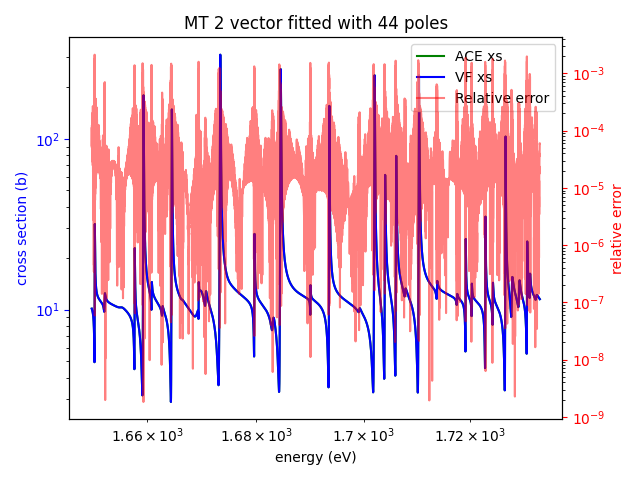 MT 2 vector fitted with 44 poles
ACE xs
VF xs
Relative error
cross section (b)
10²
10¹
relative error
10⁻³
10⁻⁴
10⁻⁵
10⁻⁶
10⁻⁷
10⁻⁸
10⁻⁹
1.66 × 10³
1.68 × 10³
1.7 × 10³
1.72 × 10³
energy (eV)